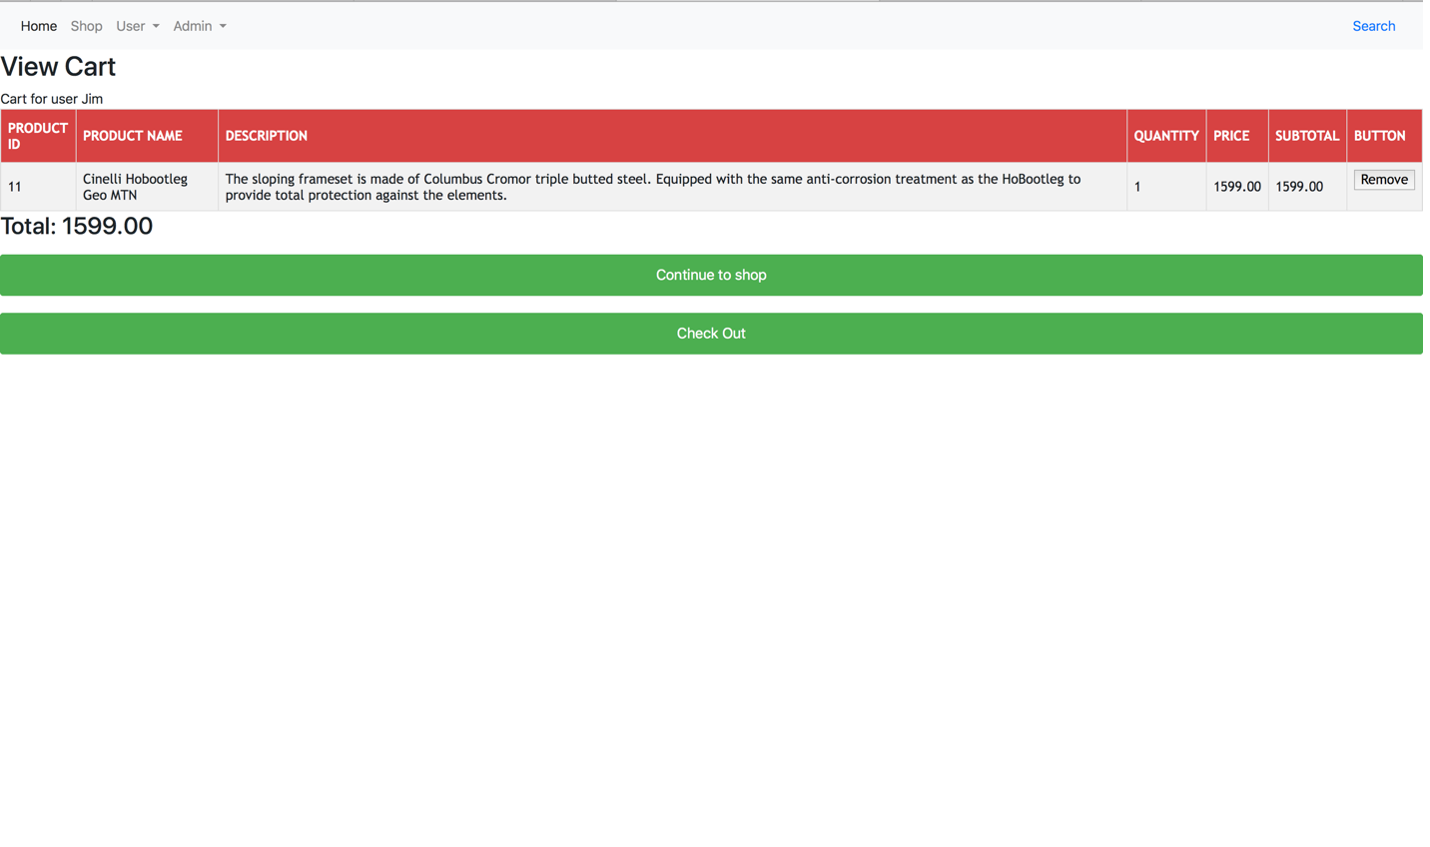 Home Shop User Admin Search
View Cart
Cart for user Jim
PRODUCT ID PRODUCT NAME DESCRIPTION QUANTITY PRICE SUBTOTAL BUTTON
11 Cinelli Hobootleg Geo MTN The sloping frameset is made of Columbus Cromor triple butted steel. Equipped with the same anti-corrosion treatment as the HoBootleg to provide total protection against the elements. 1 1599.00 1599.00 Remove
Total: 1599.00
Continue to shop
Check Out